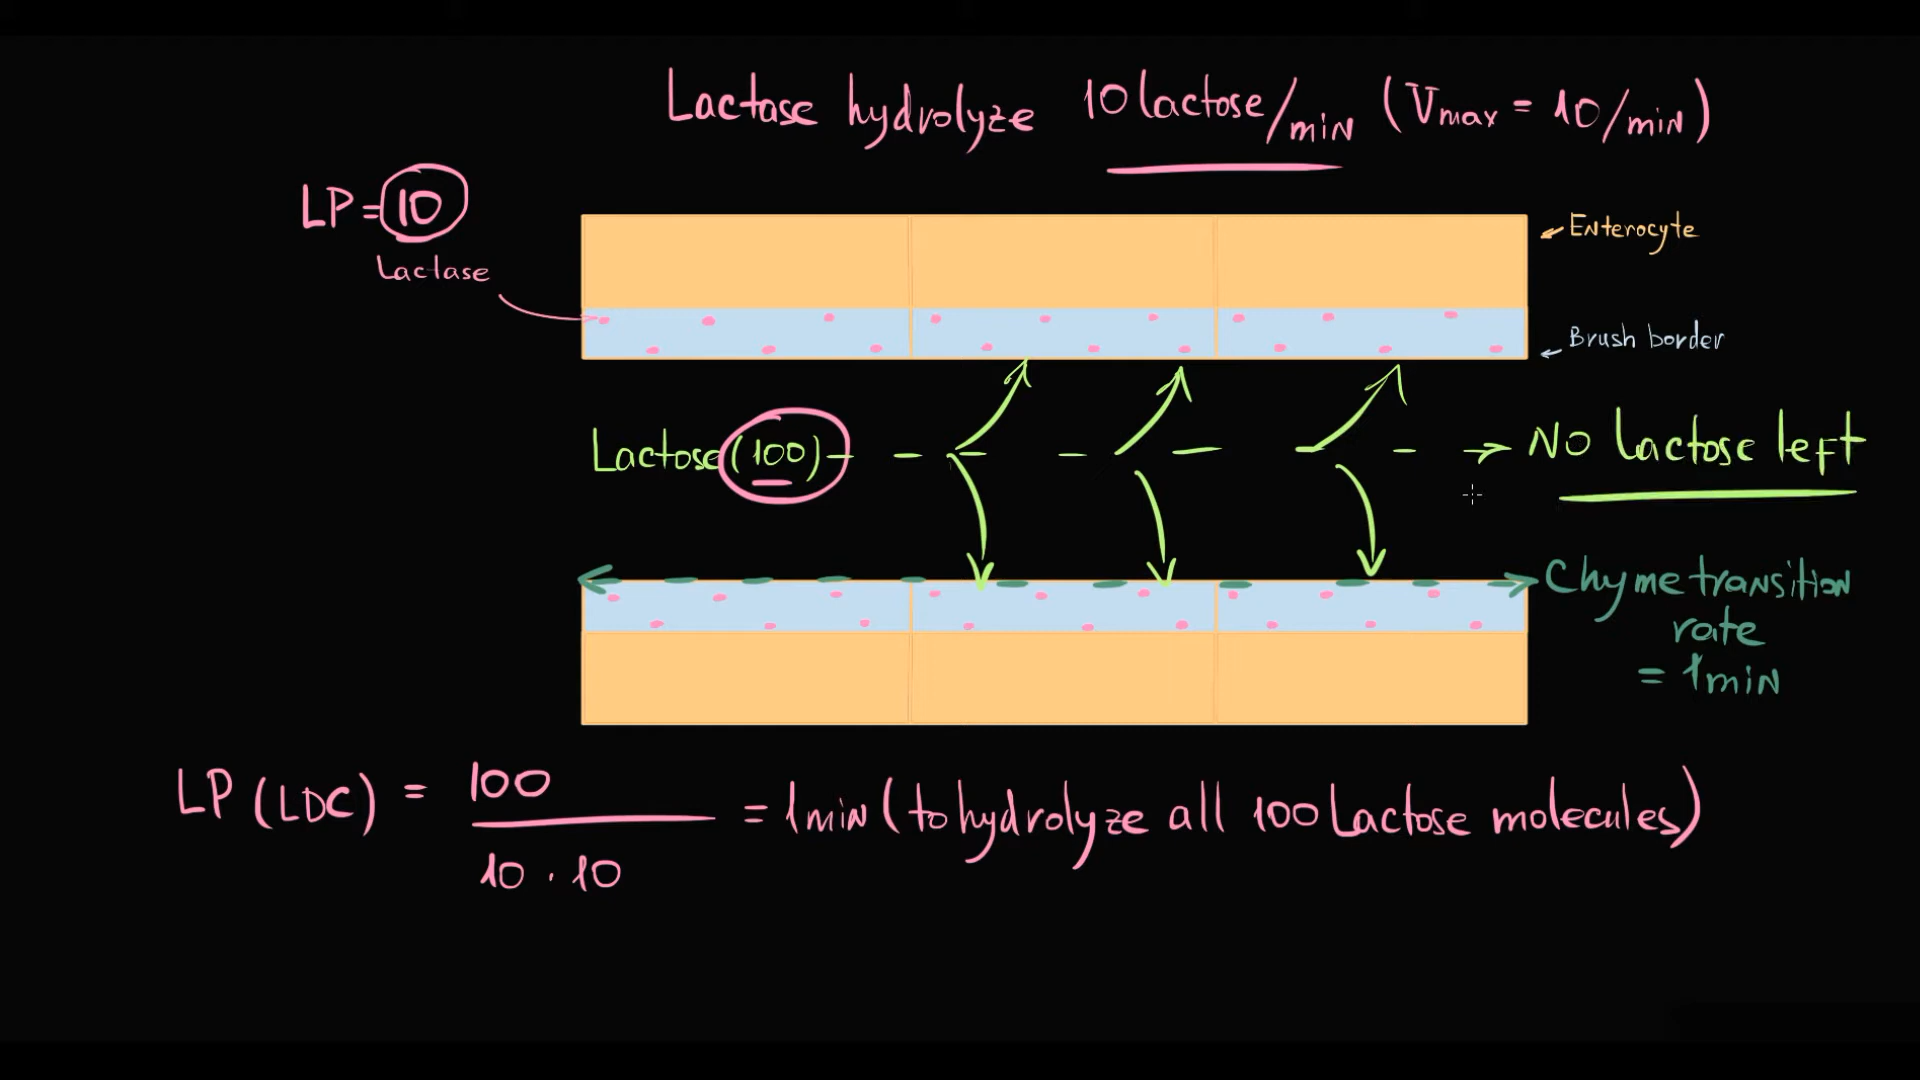 Lactase hydrolyze 10 lactose/min (Vmax = 10/min)
LP=10
Lactase
Enterocyte
Brush border
Lactose (100)
No lactose left
Chyme transition
rate
= 1min
LP (LDC) = 100 / 10 · 10 = 1min (to hydrolyze all 100 Lactose molecules)